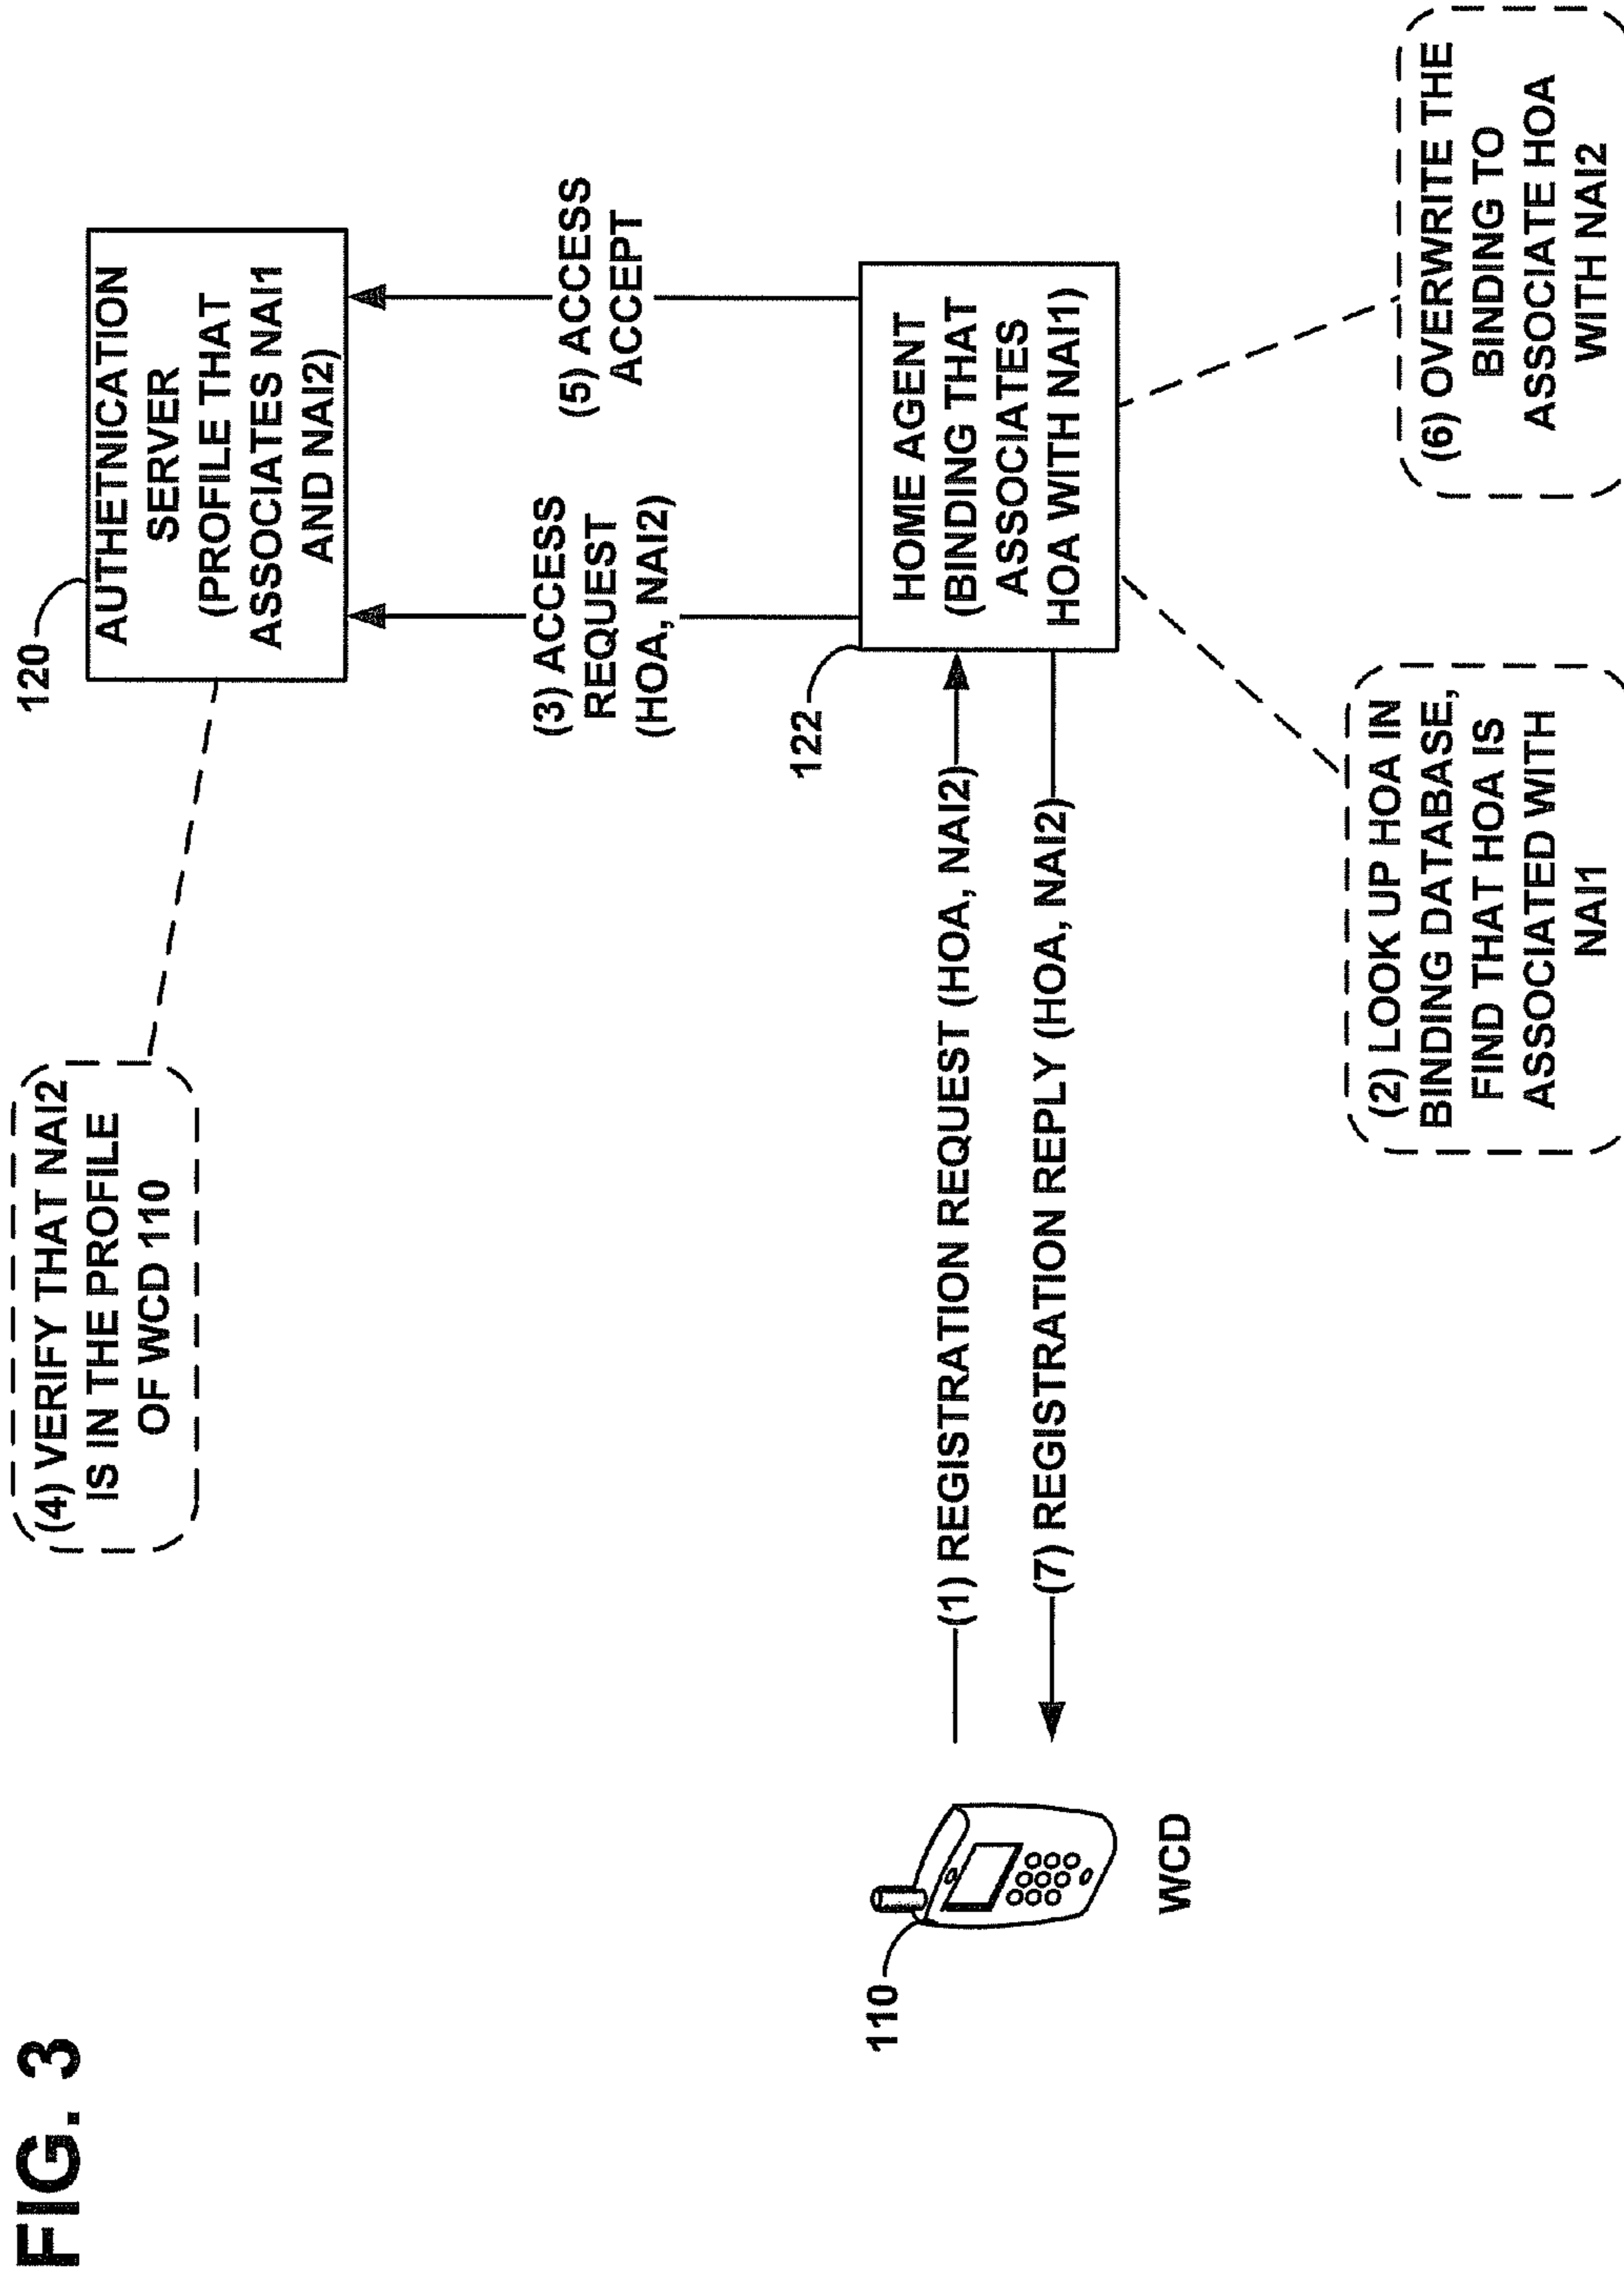 FIG. 3
(4) VERIFY THAT NAI2
IS IN THE PROFILE
OF WCD 110
120
AUTHETNICATION
SERVER
(PROFILE THAT
ASSOCIATES NAI1
AND NAI2)
(3) ACCESS
REQUEST
(HOA, NAI2)
(5) ACCESS
ACCEPT
110
WCD
(1) REGISTRATION REQUEST (HOA, NAI2)
(7) REGISTRATION REPLY (HOA, NAI2)
122
HOME AGENT
(BINDING THAT
ASSOCIATES
HOA WITH NAI1)
(2) LOOK UP HOA IN
BINDING DATABASE,
FIND THAT HOA IS
ASSOCIATED WITH
NAI1
(6) OVERWRITE THE
BINDING TO
ASSOCIATE HOA
WITH NAI2